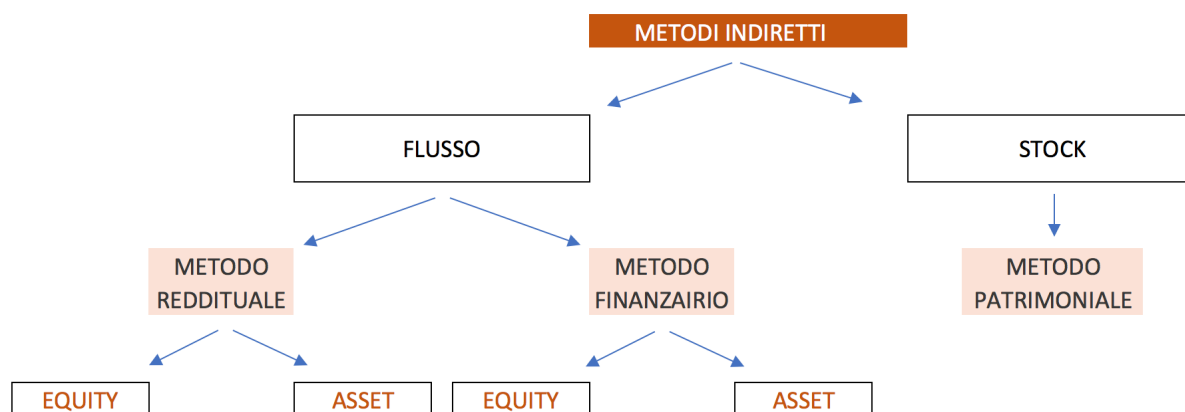 METODI INDIRETTI
FLUSSO
STOCK
METODO
REDDITUALE
METODO
FINANZAIRIO
METODO
PATRIMONIALE
EQUITY
ASSET
EQUITY
ASSET